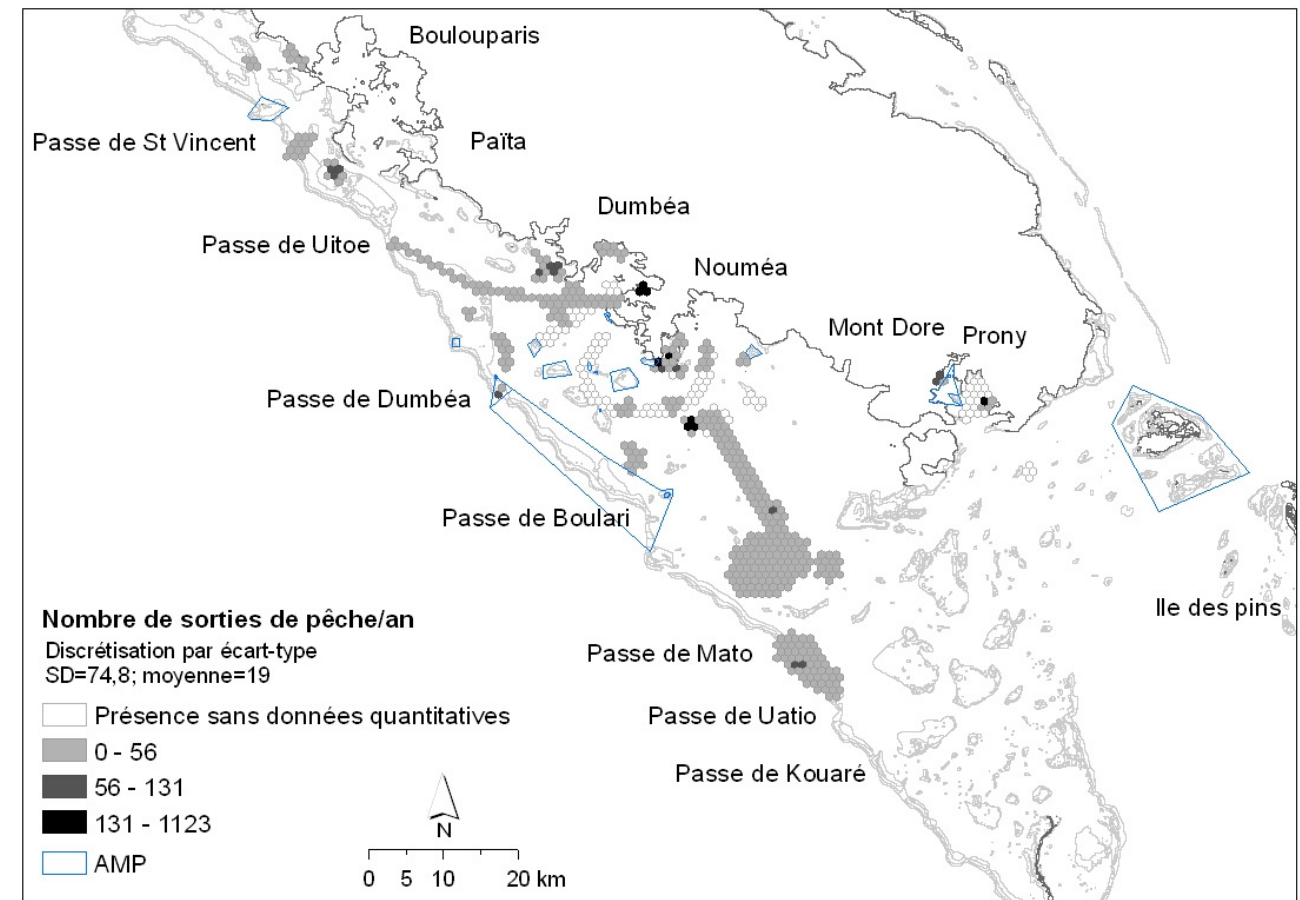 Boulouparis
Passe de St Vincent
Païta
Dumbéa
Passe de Uitoe
Nouméa
Mont Dore
Prony
Passe de Dumbéa
Passe de Boulari
Ile des pins
Passe de Mato
Passe de Uatio
Passe de Kouaré
Nombre de sorties de pêche/an
Discrétisation par écart-type
SD=74,8; moyenne=19
Présence sans données quantitatives
0 - 56
56 - 131
131 - 1123
AMP
N
0 5 10 20 km